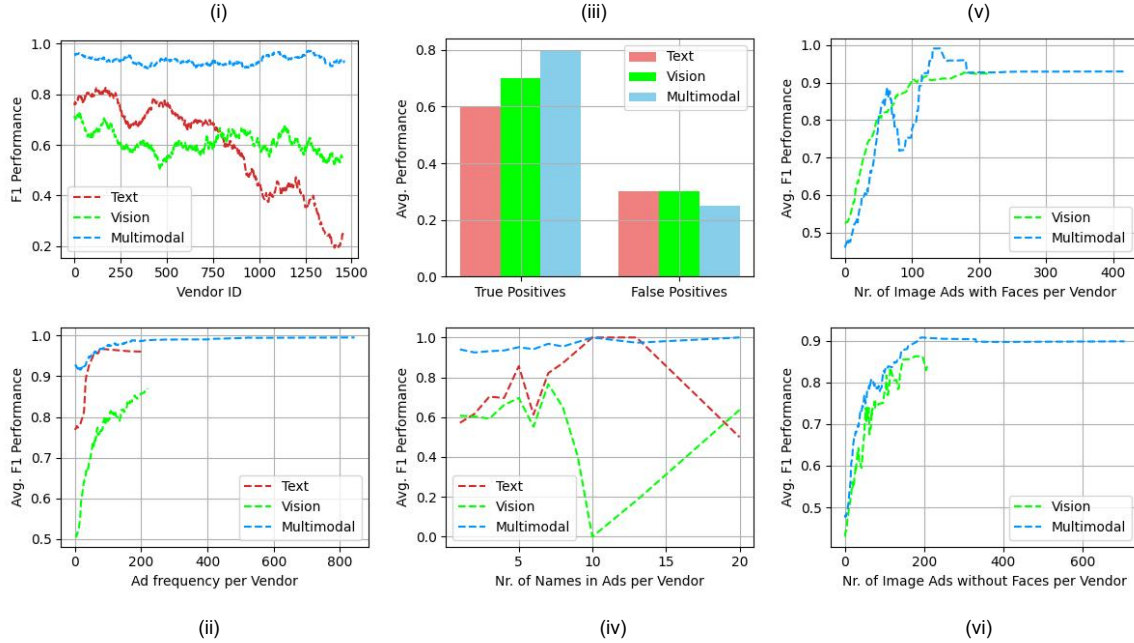 (i)
(iii)
(v)
F1 Performance
1.0
0.8
0.6
0.4
0.2
Text
Vision
Multimodal
0 250 500 750 1000 1250 1500
Vendor ID
Avg. Performance
0.8
0.6
0.4
0.2
0.0
Text
Vision
Multimodal
True Positives False Positives
Avg. F1 Performance
1.0
0.9
0.8
0.7
0.6
0.5
Vision
Multimodal
0 100 200 300 400
Nr. of Image Ads with Faces per Vendor
Avg. F1 Performance
1.0
0.9
0.8
0.7
0.6
0.5
Text
Vision
Multimodal
0 200 400 600 800
Ad frequency per Vendor
Avg. F1 Performance
1.0
0.8
0.6
0.4
0.2
0.0
Text
Vision
Multimodal
5 10 15 20
Nr. of Names in Ads per Vendor
Avg. F1 Performance
0.9
0.8
0.7
0.6
0.5
Vision
Multimodal
0 100 200 300 400 500 600 700
Nr. of Image Ads without Faces per Vendor
(ii)
(iv)
(vi)